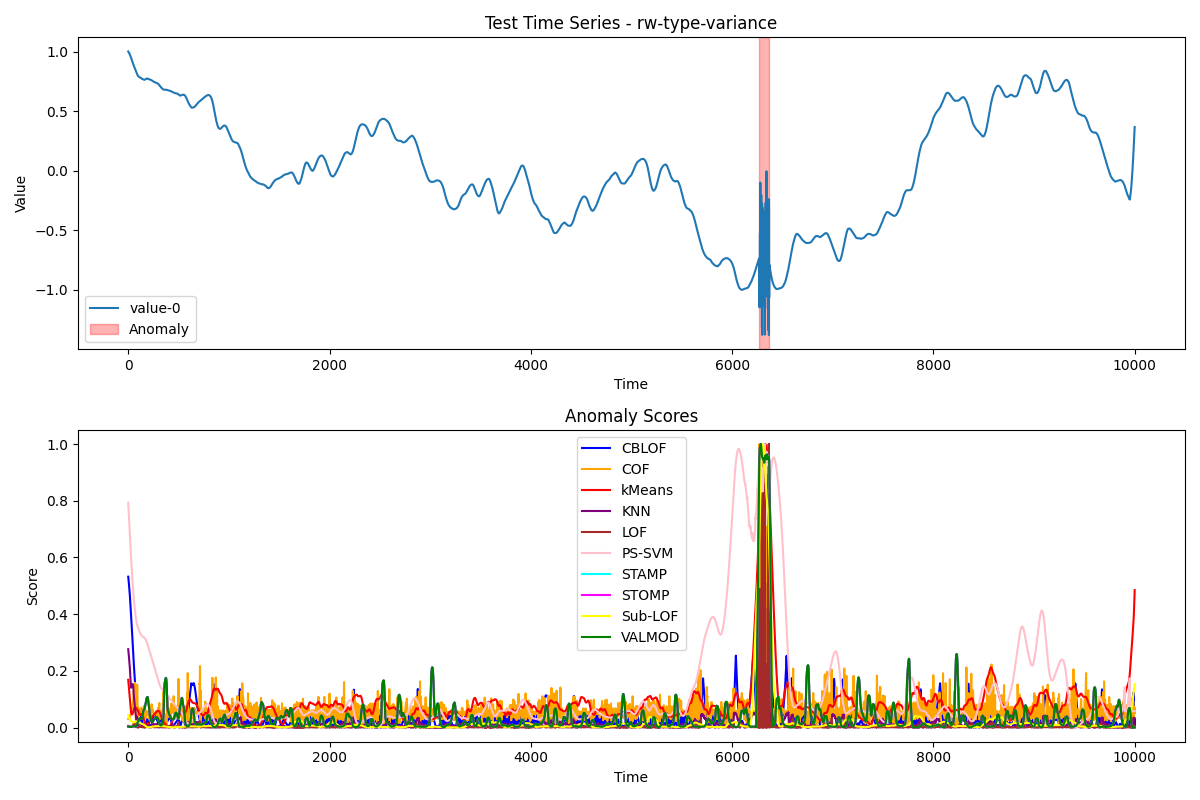 Test Time Series - rw-type-variance
1.0
0.5
0.0
−0.5
−1.0
Value
value-0
Anomaly
0 2000 4000 6000 8000 10000
Time
Anomaly Scores
1.0
0.8
0.6
0.4
0.2
0.0
Score
CBLOF
COF
kMeans
KNN
LOF
PS-SVM
STAMP
STOMP
Sub-LOF
VALMOD
0 2000 4000 6000 8000 10000
Time